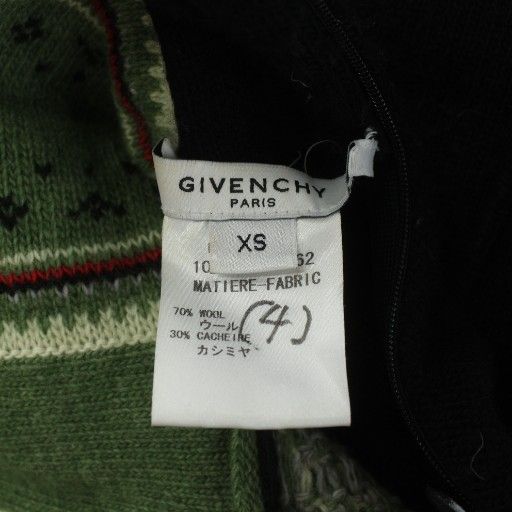 GIVENCHY
PARIS
XS
10 62
MATIERE-FABRIC
70% WOOL
ウール
(4)
30% CACHEIRE
カシミヤ